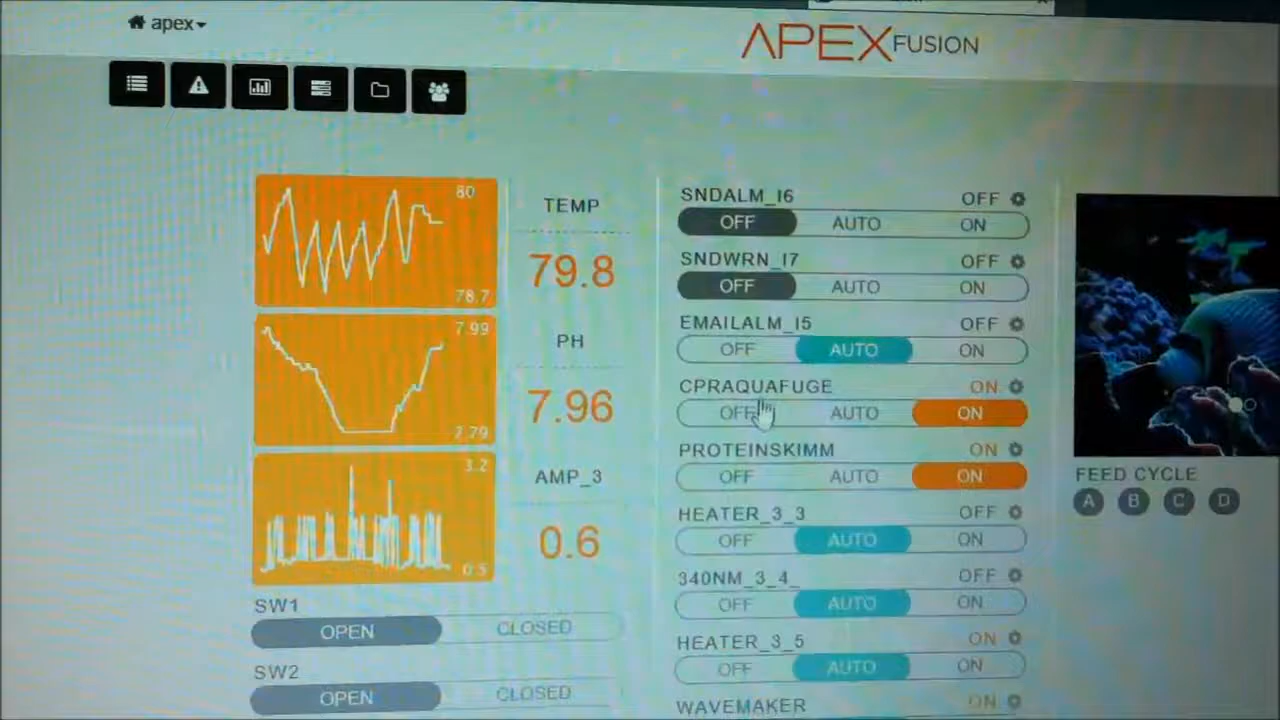 apex
APEX FUSION
80
78.7
TEMP
79.8
7.99
7.79
PH
7.96
3.2
0.5
AMP_3
0.6
SW1
OPEN CLOSED
SW2
OPEN CLOSED
SNDALM_I6 OFF
OFF AUTO ON
SNDWRN_I7 OFF
OFF AUTO ON
EMAILALM_I5 OFF
OFF AUTO ON
CPRAQUAFUGE ON
OFF AUTO ON
PROTEINSKIMM ON
OFF AUTO ON
HEATER_3_3 OFF
OFF AUTO ON
340NM_3_4_ OFF
OFF AUTO ON
HEATER_3_5 ON
OFF AUTO ON
WAVEMAKER ON
FEED CYCLE
A B C D